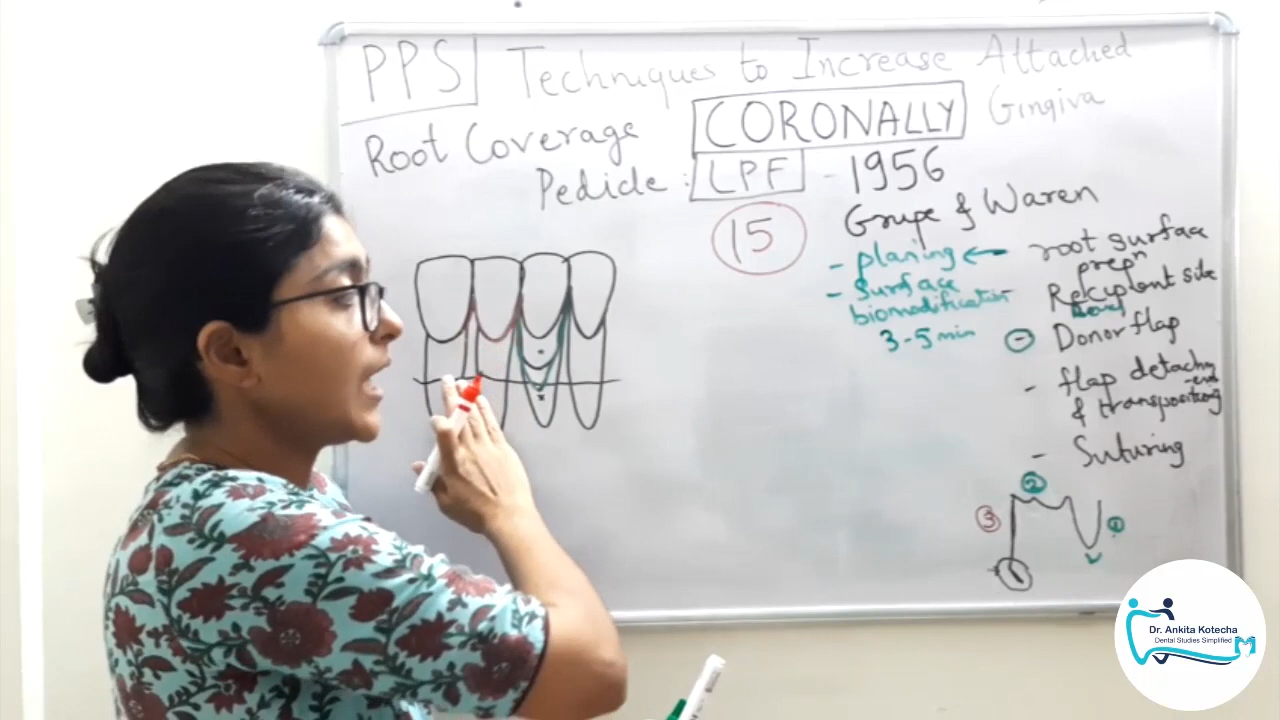 PPS Techniques to Increase Attached
Gingiva
Root Coverage CORONALLY
Pedicle : LPF - 1956
15 Grupe & Waren
- planing ← root surface
prepn
- Surface
biomodification
3-5 min
- Recipient site
- Donor flap
- flap detachment
& transpositing
- Suturing
2
3
1
Dr. Ankita Kotecha
Dental Studies Simplified